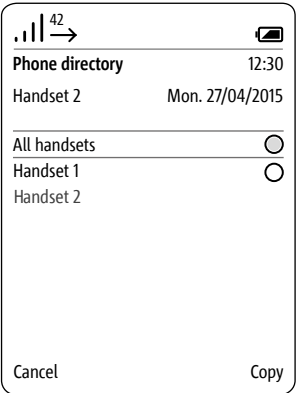 42
Phone directory 12:30
Handset 2 Mon. 27/04/2015
All handsets
Handset 1
Handset 2
Cancel Copy